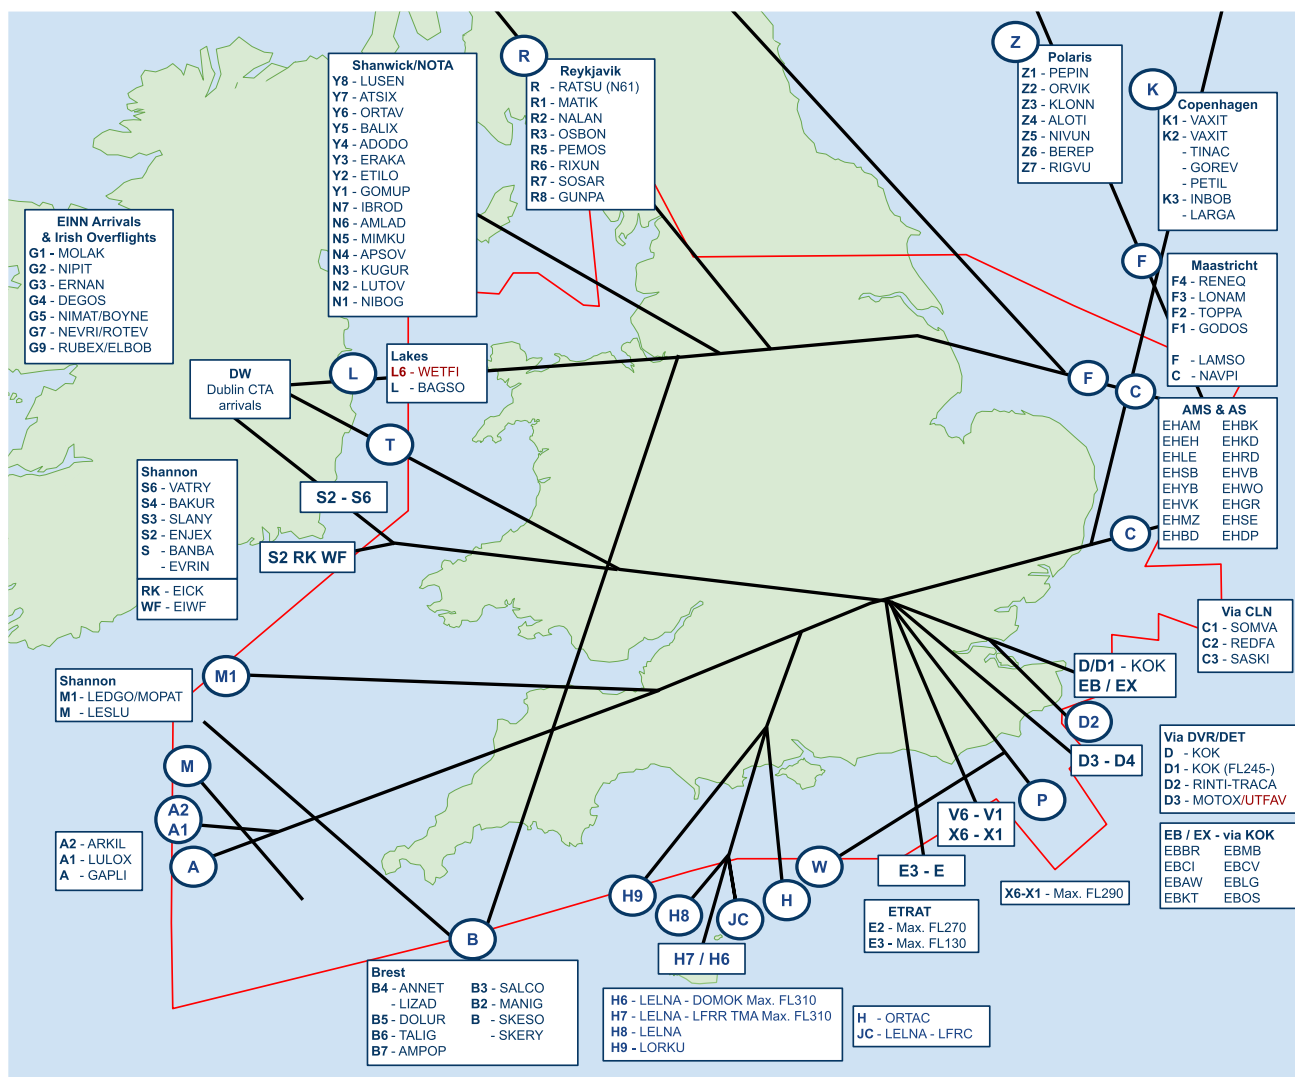 Shanwick/NOTA
Y8 - LUSEN
Y7 - ATSIX
Y6 - ORTAV
Y5 - BALIX
Y4 - ADODO
Y3 - ERAKA
Y2 - ETILO
Y1 - GOMUP
N7 - IBROD
N6 - AMLAD
N5 - MIMKU
N4 - APSOV
N3 - KUGUR
N2 - LUTOV
N1 - NIBOG
R
Reykjavik
R - RATSU (N61)
R1 - MATIK
R2 - NALAN
R3 - OSBON
R5 - PEMOS
R6 - RIXUN
R7 - SOSAR
R8 - GUNPA
Z
Polaris
Z1 - PEPIN
Z2 - ORVIK
Z3 - KLONN
Z4 - ALOTI
Z5 - NIVUN
Z6 - BEREP
Z7 - RIGVU
K
Copenhagen
K1 - VAXIT
K2 - VAXIT
- TINAC
- GOREV
- PETIL
K3 - INBOB
- LARGA
EINN Arrivals
& Irish Overflights
G1 - MOLAK
G2 - NIPIT
G3 - ERNAN
G4 - DEGOS
G5 - NIMAT/BOYNE
G7 - NEVRI/ROTEV
G9 - RUBEX/ELBOB
F
Maastricht
F4 - RENEQ
F3 - LONAM
F2 - TOPPA
F1 - GODOS
F - LAMSO
C - NAVPI
DW
Dublin CTA
arrivals
L
Lakes
L6 - WETFI
L - BAGSO
F
C
T
AMS & AS
EHAM EHBK
EHEH EHKD
EHLE EHRD
EHSB EHVB
EHYB EHWO
EHVK EHGR
EHMZ EHSE
EHBD EHDP
Shannon
S6 - VATRY
S4 - BAKUR
S3 - SLANY
S2 - ENJEX
S - BANBA
- EVRIN
RK - EICK
WF - EIWF
S2 - S6
S2 RK WF
C
Via CLN
C1 - SOMVA
C2 - REDFA
C3 - SASKI
Shannon
M1- LEDGO/MOPAT
M - LESLU
M1
D/D1 - KOK
EB / EX
D2
D3 - D4
Via DVR/DET
D - KOK
D1 - KOK (FL245-)
D2 - RINTI-TRACA
D3 - MOTOX/UTFAV
M
A2
A1
A
A2 - ARKIL
A1 - LULOX
A - GAPLI
P
V6 - V1
X6 - X1
EB / EX - via KOK
EBBR EBMB
EBCI EBCV
EBAW EBLG
EBKT EBOS
W
E3 - E
X6-X1 - Max. FL290
H9
H8
JC
H
H7 / H6
ETRAT
E2 - Max. FL270
E3 - Max. FL130
B
Brest
B4 - ANNET B3 - SALCO
- LIZAD B2 - MANIG
B5 - DOLUR B - SKESO
B6 - TALIG - SKERY
B7 - AMPOP
H6 - LELNA - DOMOK Max. FL310
H7 - LELNA - LFRR TMA Max. FL310
H8 - LELNA
H9 - LORKU
H - ORTAC
JC - LELNA - LFRC